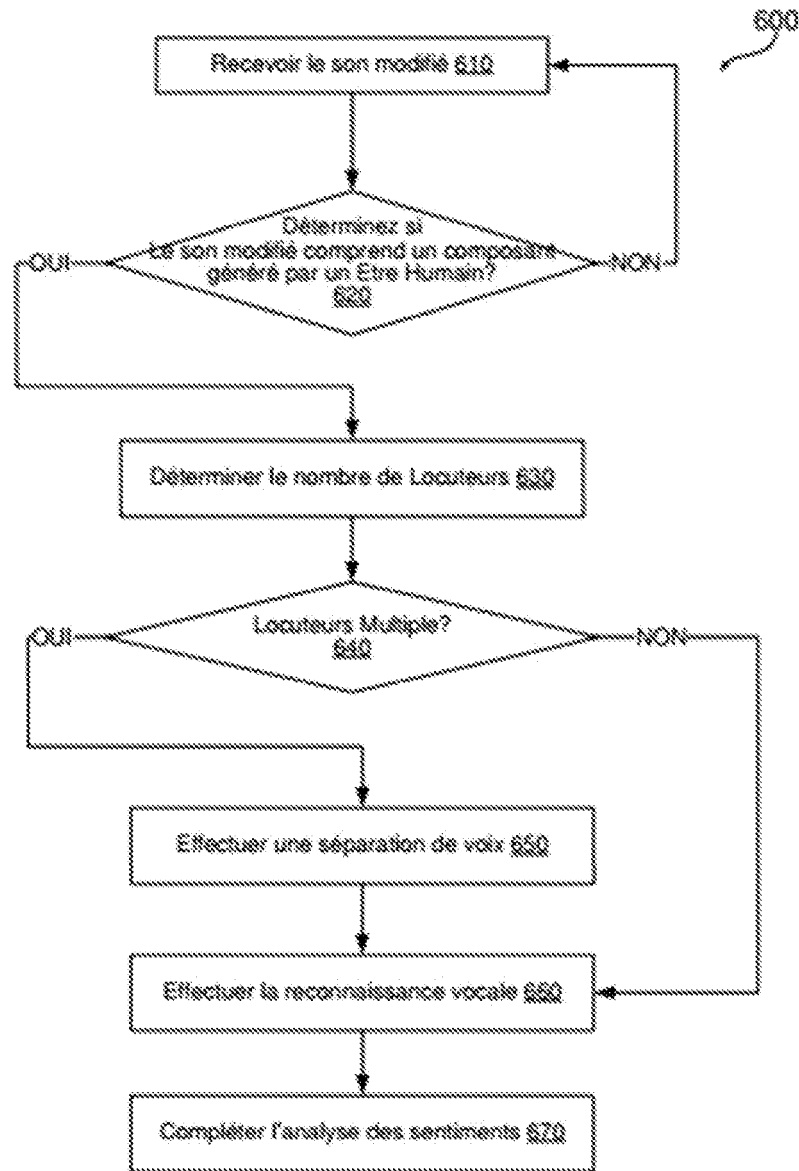 600
Recevoir le son modifié 610
Déterminez si
Le son modifié comprend un composant
généré par un Etre Humain?
620
OUI
NON
Déterminer le nombre de Locuteurs 630
Locuteurs Multiple?
640
OUI
NON
Effectuer une séparation de voix 650
Effectuer la reconnaissance vocale 660
Compléter l'analyse des sentiments 670